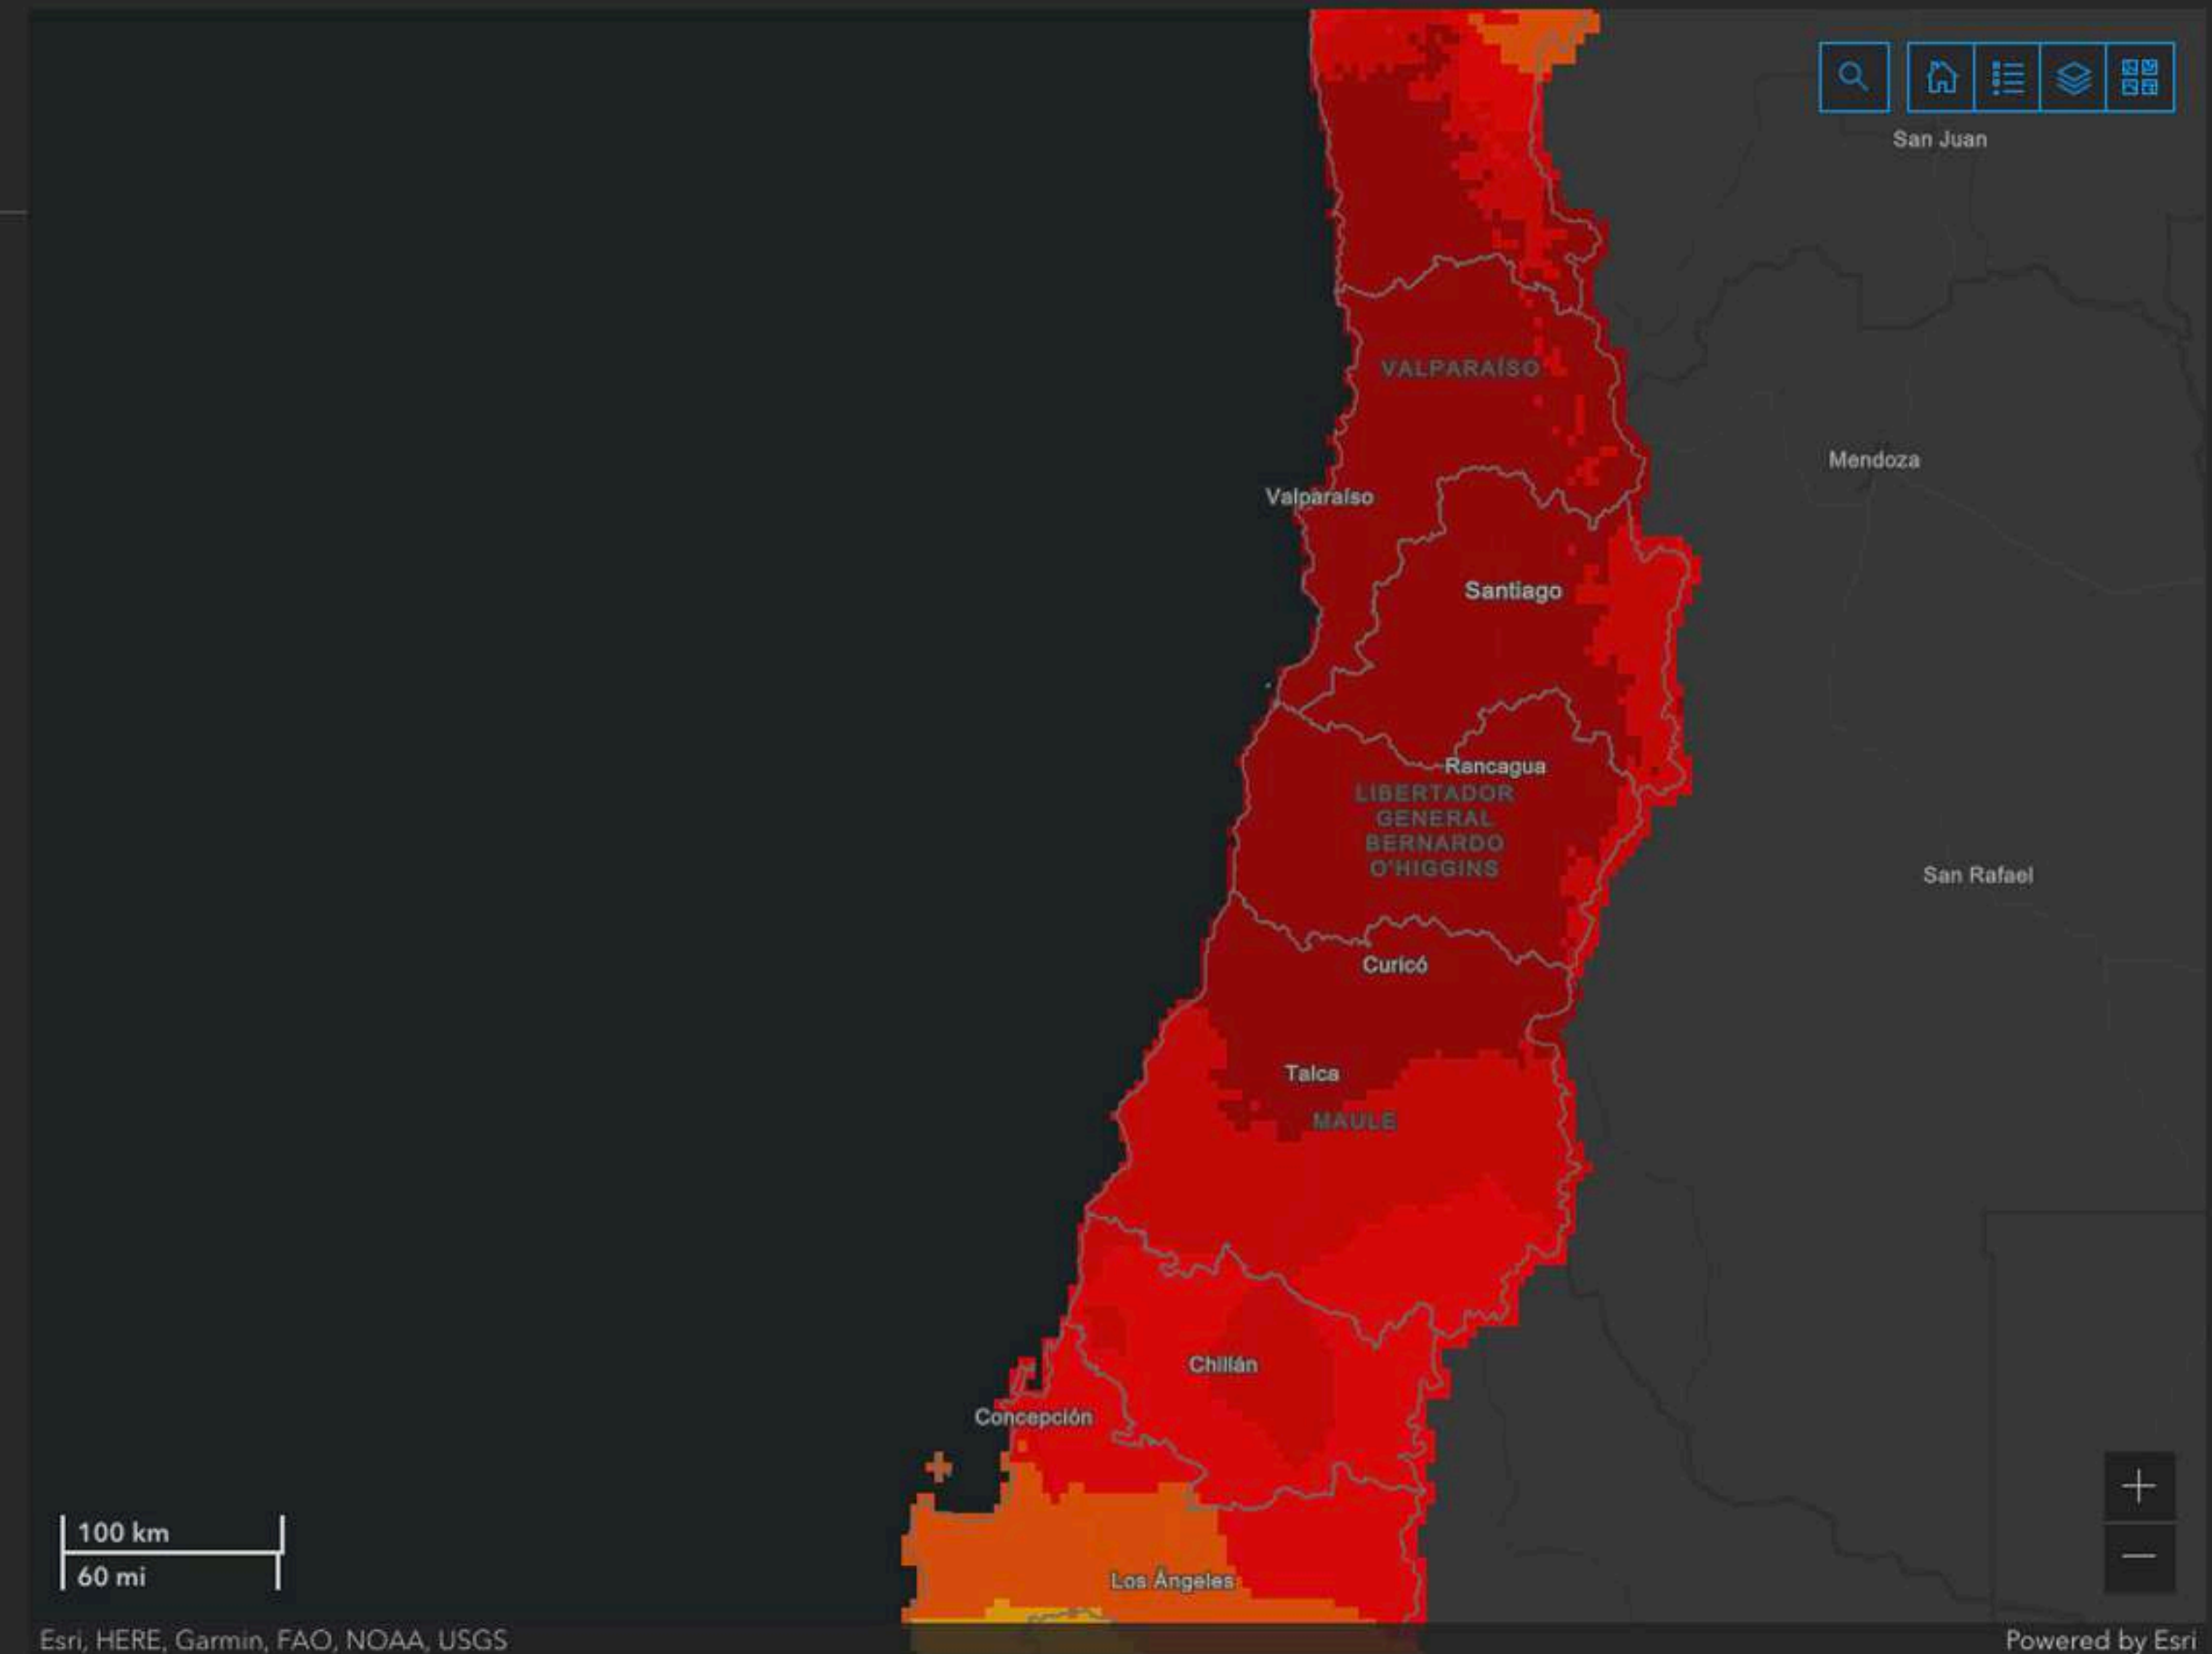 San Juan
VALPARAÍSO
Mendoza
Valparaíso
Santiago
Rancagua
LIBERTADOR
GENERAL
BERNARDO
O'HIGGINS
San Rafael
Curicó
Talca
MAULE
Chillán
Concepción
100 km
60 mi
Los Ángeles
Esri, HERE, Garmin, FAO, NOAA, USGS
Powered by Esri